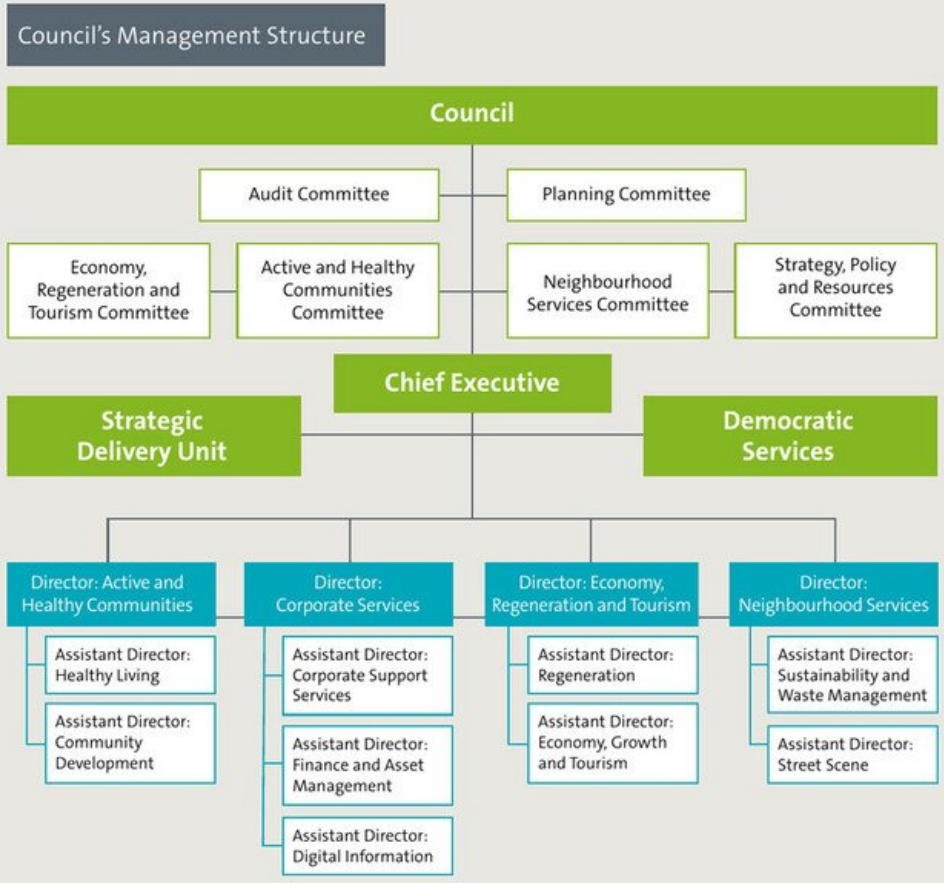 Council's Management Structure
Council
Audit Committee
Planning Committee
Economy,
Regeneration and
Tourism Committee
Active and Healthy
Communities
Committee
Neighbourhood
Services Committee
Strategy, Policy
and Resources
Committee
Chief Executive
Strategic
Delivery Unit
Democratic
Services
Director: Active and
Healthy Communities
Director:
Corporate Services
Director: Economy,
Regeneration and Tourism
Director:
Neighbourhood Services
Assistant Director:
Healthy Living
Assistant Director:
Community
Development
Assistant Director:
Corporate Support
Services
Assistant Director:
Finance and Asset
Management
Assistant Director:
Digital Information
Assistant Director:
Regeneration
Assistant Director:
Economy, Growth
and Tourism
Assistant Director:
Sustainability and
Waste Management
Assistant Director:
Street Scene